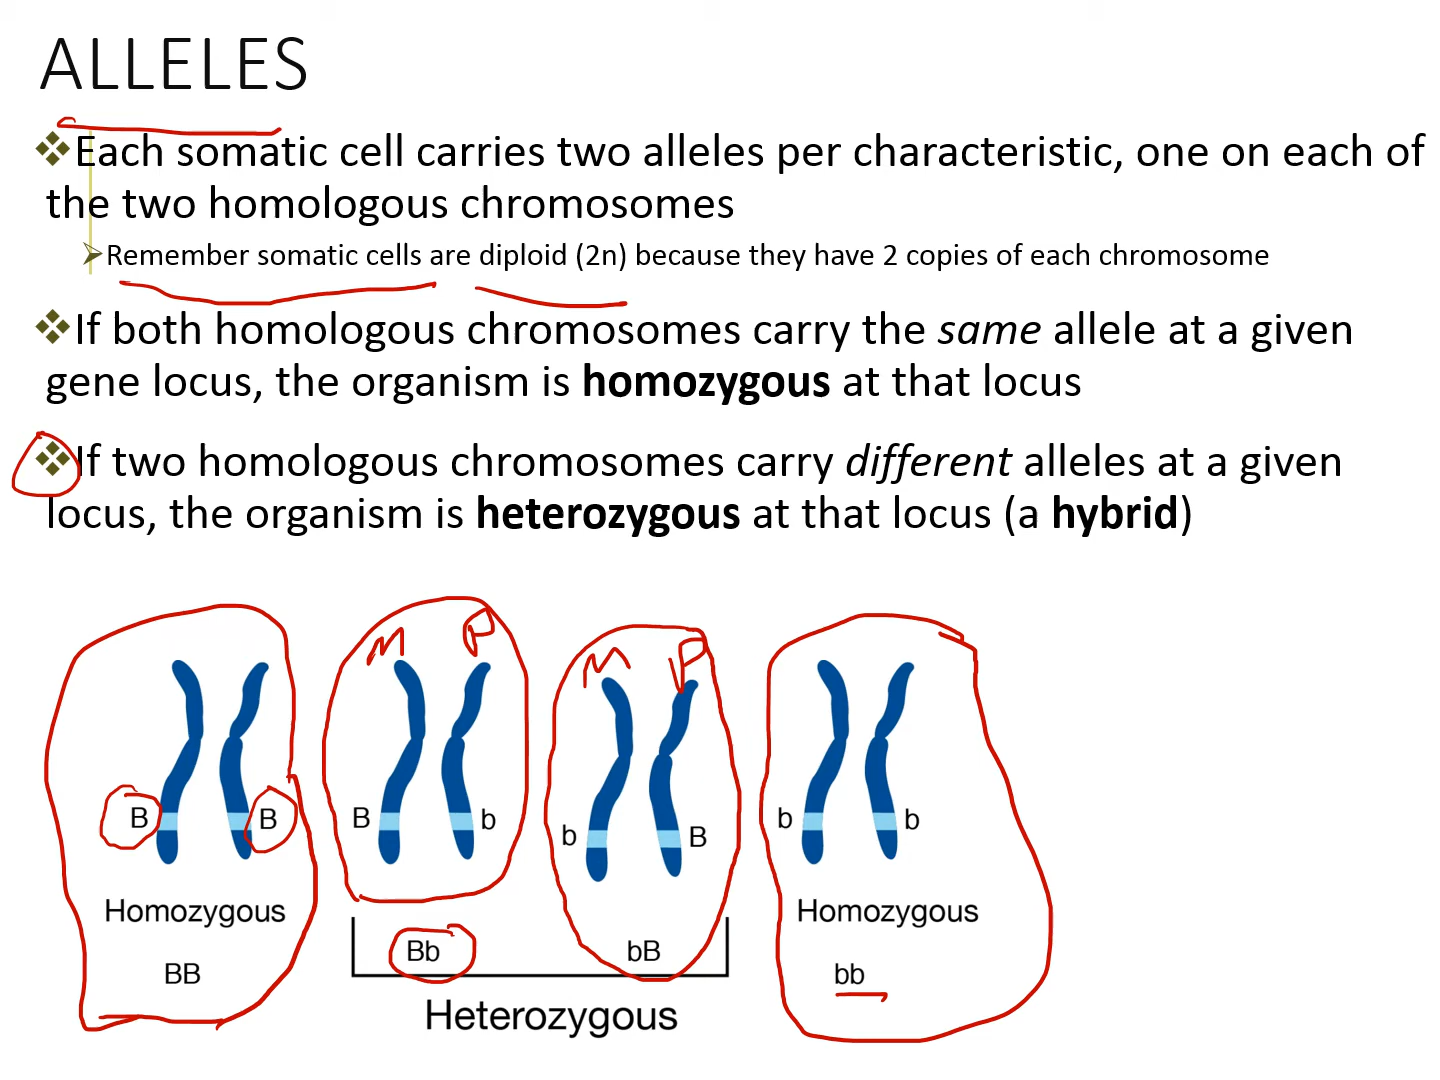 ALLELES
❖Each somatic cell carries two alleles per characteristic, one on each of
the two homologous chromosomes
➢Remember somatic cells are diploid (2n) because they have 2 copies of each chromosome
❖If both homologous chromosomes carry the same allele at a given
gene locus, the organism is homozygous at that locus
❖If two homologous chromosomes carry different alleles at a given
locus, the organism is heterozygous at that locus (a hybrid)
M P M P
B B B b b B b b
Homozygous Homozygous
Bb bB
BB bb
Heterozygous